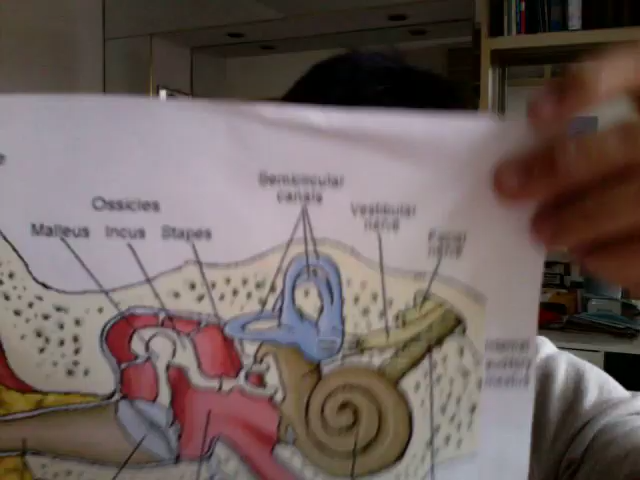 Semicircular
canals
Ossicles
Vestibular
nerve
Malleus Incus Stapes
Facial
nerve
Internal
auditory
meatus